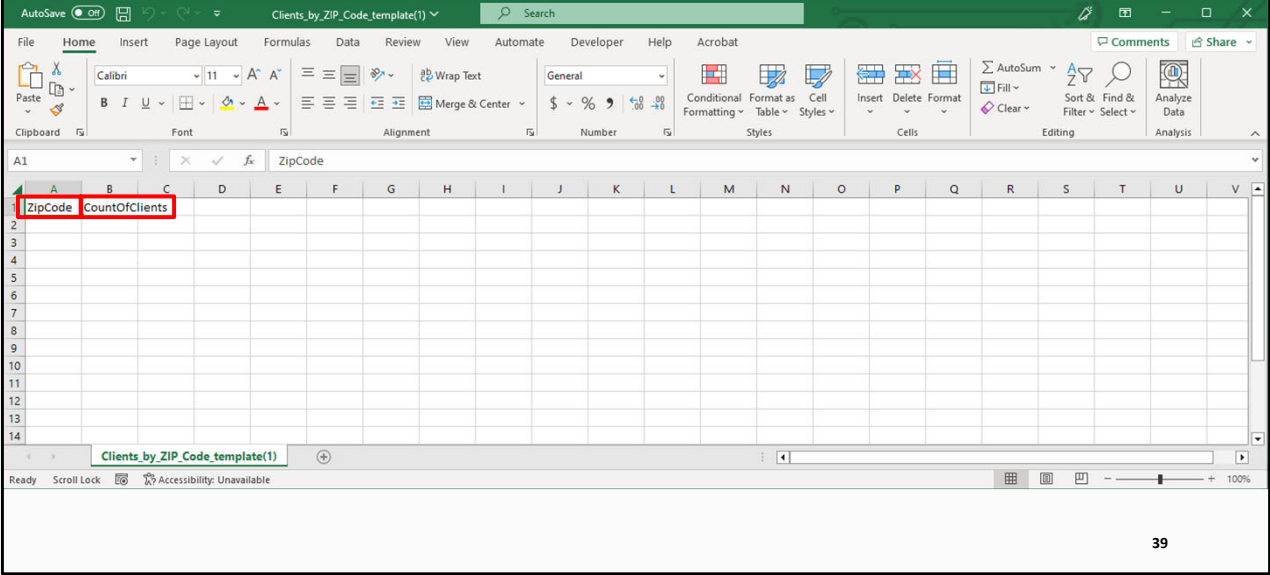 AutoSave Off Clients_by_ZIP_Code_template(1) Search
File Home Insert Page Layout Formulas Data Review View Automate Developer Help Acrobat Comments Share
Calibri 11 A^ A˅ ab Wrap Text General Conditional Format as Cell Insert Delete Format AutoSum Sort & Find & Analyze
Paste B I U A Merge & Center $ % 9 Formatting Table Styles Fill Filter Select Data
Clear
Clipboard Font Alignment Number Styles Cells Editing Analysis
A1 fx ZipCode
A B C D E F G H I J K L M N O P Q R S T U V
1 ZipCode CountOfClients
2
3
4
5
6
7
8
9
10
11
12
13
14
Clients_by_ZIP_Code_template(1)
Ready Scroll Lock Accessibility: Unavailable 100%
39